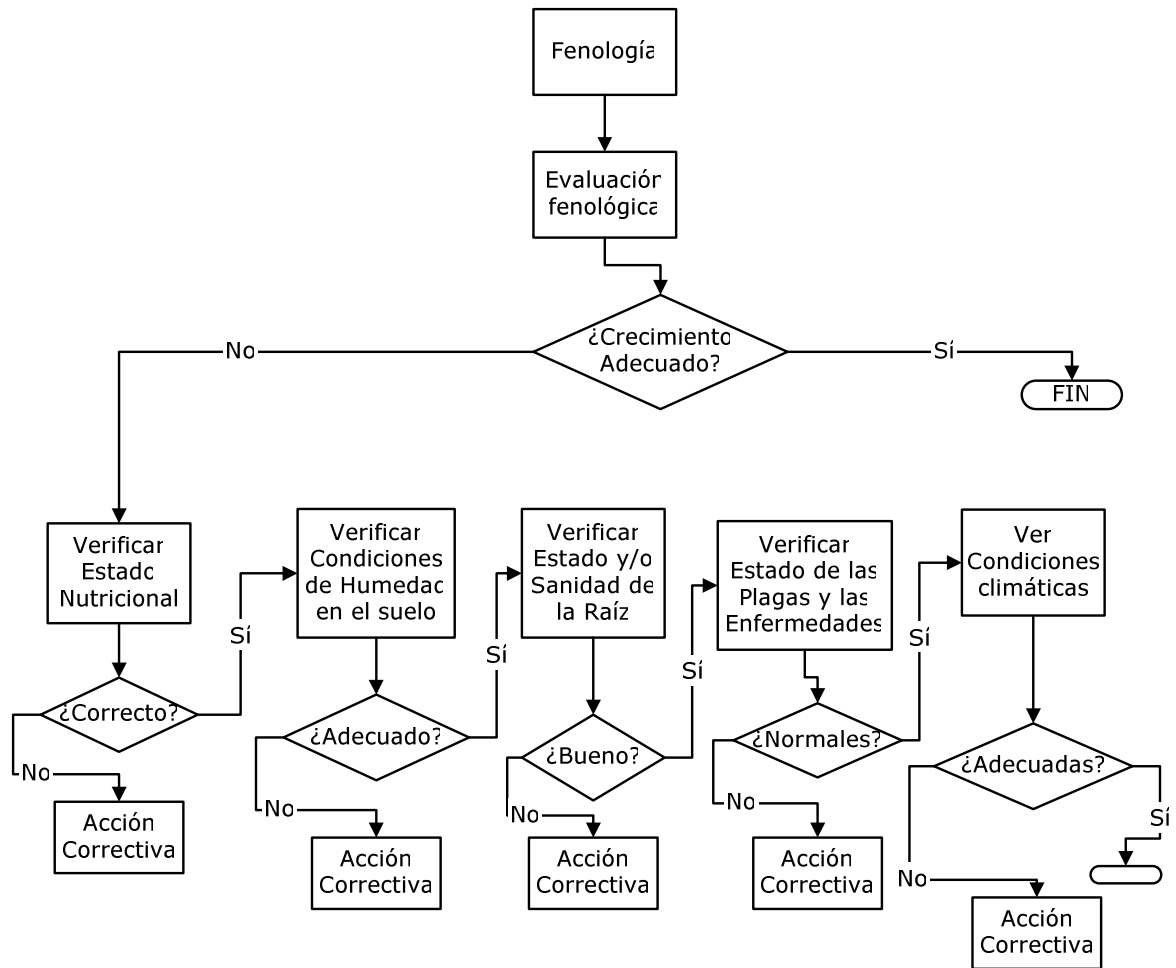 Fenología
Evaluación
fenológica
¿Crecimiento
Adecuado?
No
Sí
FIN
Verificar
Estado
Nutricional
Verificar
Condiciones
de Humedad
en el suelo
Verificar
Estado y/o
Sanidad de
la Raíz
Verificar
Estado de las
Plagas y las
Enfermedades
Ver
Condiciones
climáticas
Sí
Sí
Sí
Sí
¿Correcto?
¿Adecuado?
¿Bueno?
¿Normales?
¿Adecuadas?
No
No
No
No
No
Sí
Acción
Correctiva
Acción
Correctiva
Acción
Correctiva
Acción
Correctiva
Acción
Correctiva